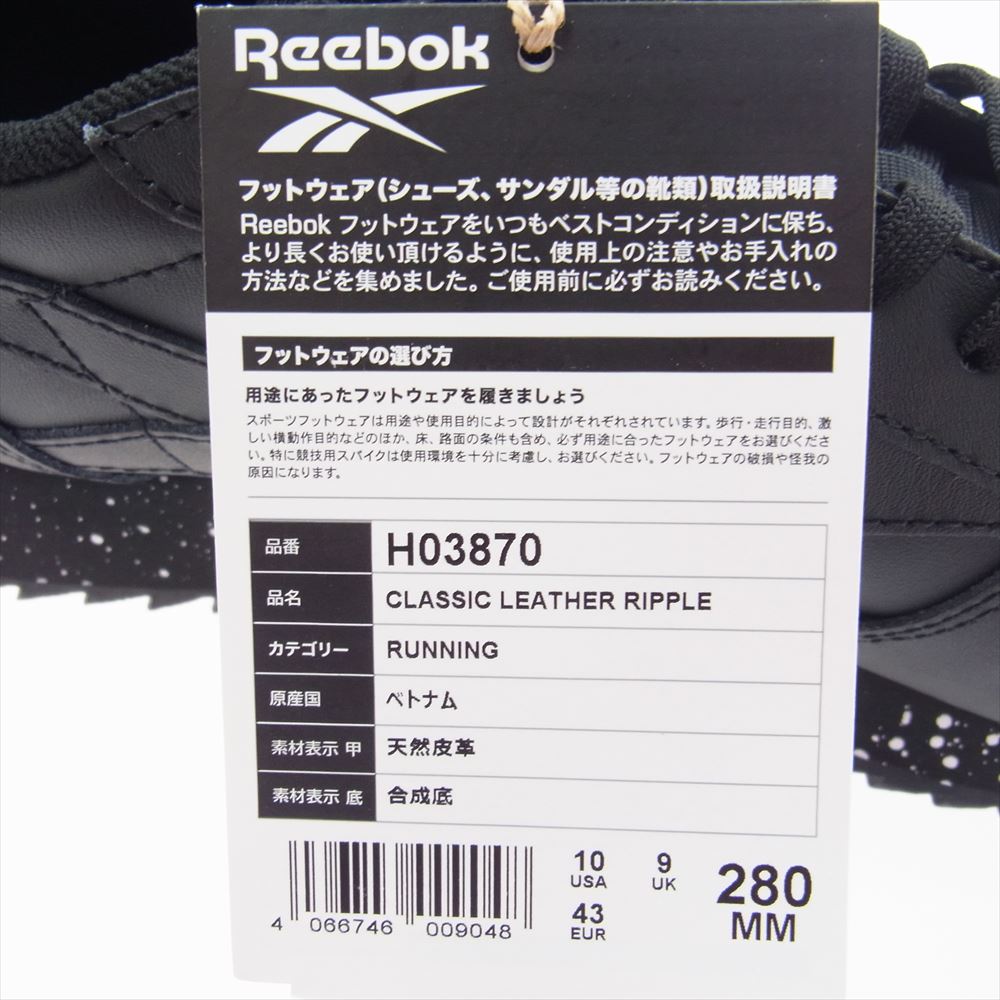 Reebok
フットウェア(シューズ、サンダル等の靴類)取扱説明書
Reebok フットウェアをいつもベストコンディションに保ち、
より長くお使い頂けるように、使用上の注意やお手入れの
方法などを集めました。ご使用前に必ずお読みください。
フットウェアの選び方
用途にあったフットウェアを履きましょう
スポーツフットウェアは用途や使用目的によって設計がそれぞれされています。歩行・走行目的、激
しい横動作目的などのほか、床、路面の条件も含め、必ず用途に合ったフットウェアをお選びくださ
い。特に競技用スパイクは使用環境を十分に考慮し、お選びください。フットウェアの破損や怪我の
原因になります。
品番 H03870
品名 CLASSIC LEATHER RIPPLE
カテゴリー RUNNING
原産国 ベトナム
素材表示 甲 天然皮革
素材表示 底 合成底
10 USA 9 UK 280 MM
43 EUR
4 066746 009048